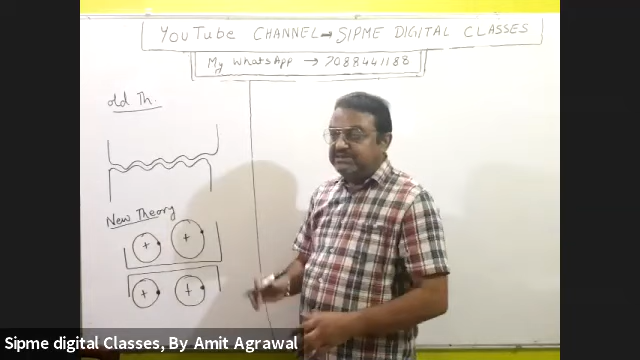 YouTube CHANNEL → SIPME DIGITAL CLASSES
My WhatsApp → 7088441188
old Th.
New Theory
+ +
+ +
Sipme digital Classes, By Amit Agrawal